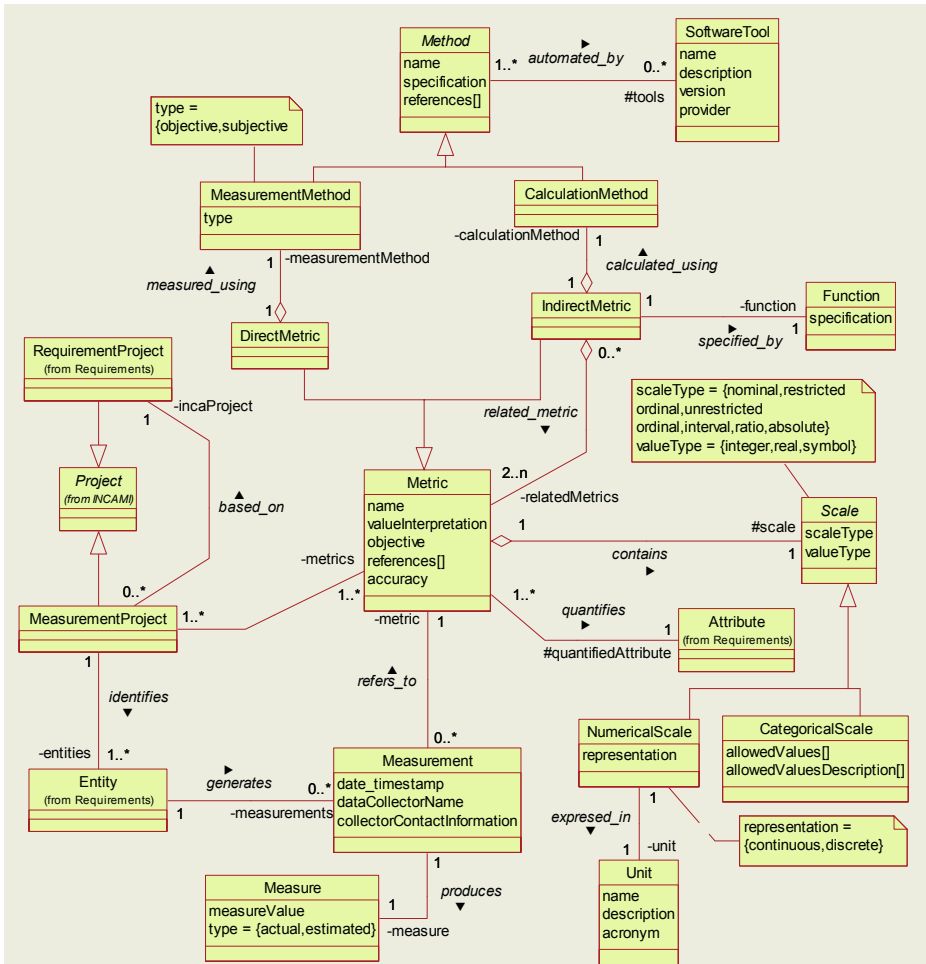 Method
name
specification
references[]
1..*
automated_by
0..*
#tools
SoftwareTool
name
description
version
provider
type =
{objective,subjective
MeasurementMethod
type
CalculationMethod
-calculationMethod
1
calculated_using
1
-measurementMethod
1
measured_using
1
DirectMetric
IndirectMetric
1
-function
1
specified_by
Function
specification
0..*
RequirementProject
(from Requirements)
-incaProject
1
related_metric
2..n
-relatedMetrics
scaleType = {nominal,restricted
ordinal,unrestricted
ordinal,interval,ratio,absolute}
valueType = {integer,real,symbol}
Project
(from INCAMI)
based_on
Metric
name
valueInterpretation
objective
references[]
accuracy
1
#scale
1
contains
Scale
scaleType
valueType
-metrics
1..*
0..*
1..*
MeasurementProject
1
1..*
quantifies
1
#quantifiedAttribute
Attribute
(from Requirements)
-metric
1
refers_to
0..*
identifies
-entities
1..*
Entity
(from Requirements)
1
generates
0..*
-measurements
Measurement
date_timestamp
dataCollectorName
collectorContactInformation
1
NumericalScale
representation
CategoricalScale
allowedValues[]
allowedValuesDescription[]
1
expresed_in
1
-unit
representation =
{continuous,discrete}
Measure
measureValue
type = {actual,estimated}
1
produces
-measure
Unit
name
description
acronym